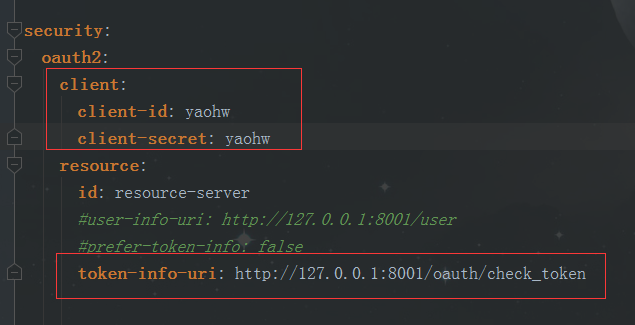 security:
oauth2:
client:
client-id: yaohw
client-secret: yaohw
resource:
id: resource-server
#user-info-uri: http://127.0.0.1:8001/user
#prefer-token-info: false
token-info-uri: http://127.0.0.1:8001/oauth/check_token